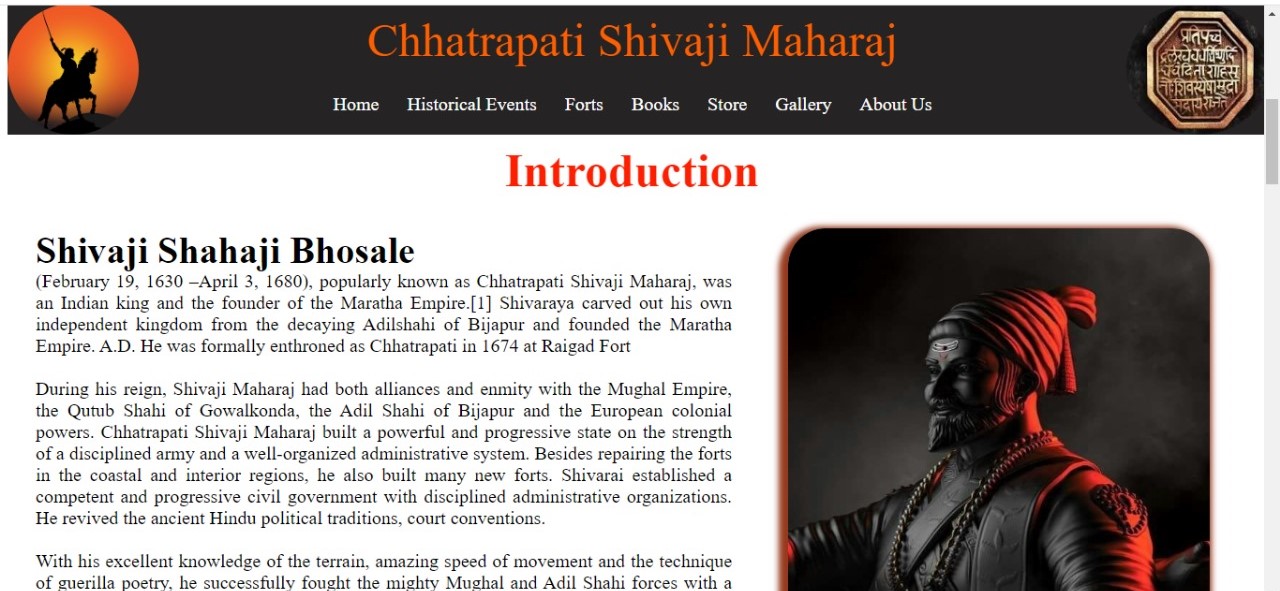 Chhatrapati Shivaji Maharaj
Home Historical Events Forts Books Store Gallery About Us
Introduction
Shivaji Shahaji Bhosale
(February 19, 1630 –April 3, 1680), popularly known as Chhatrapati Shivaji Maharaj, was
an Indian king and the founder of the Maratha Empire.[1] Shivaraya carved out his own
independent kingdom from the decaying Adilshahi of Bijapur and founded the Maratha
Empire. A.D. He was formally enthroned as Chhatrapati in 1674 at Raigad Fort
During his reign, Shivaji Maharaj had both alliances and enmity with the Mughal Empire,
the Qutub Shahi of Gowalkonda, the Adil Shahi of Bijapur and the European colonial
powers. Chhatrapati Shivaji Maharaj built a powerful and progressive state on the strength
of a disciplined army and a well-organized administrative system. Besides repairing the forts
in the coastal and interior regions, he also built many new forts. Shivarai established a
competent and progressive civil government with disciplined administrative organizations.
He revived the ancient Hindu political traditions, court conventions.
With his excellent knowledge of the terrain, amazing speed of movement and the technique
of guerilla poetry, he successfully fought the mighty Mughal and Adil Shahi forces with a